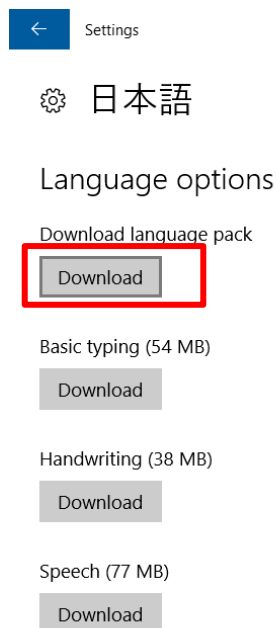 Settings
日本語
Language options
Download language pack
Download
Basic typing (54 MB)
Download
Handwriting (38 MB)
Download
Speech (77 MB)
Download